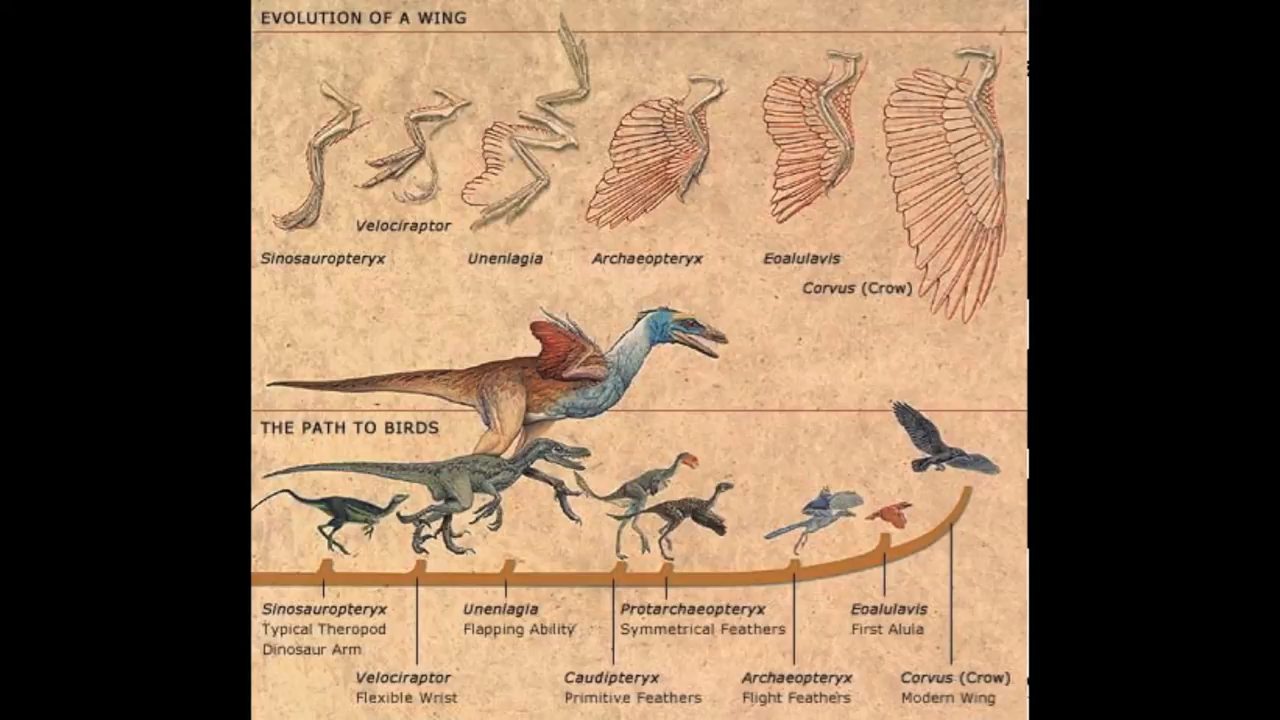 EVOLUTION OF A WING
Velociraptor
Sinosauropteryx
Unenlagia
Archaeopteryx
Eoalulavis
Corvus (Crow)
THE PATH TO BIRDS
Sinosauropteryx
Typical Theropod
Dinosaur Arm
Unenlagia
Flapping Ability
Protarchaeopteryx
Symmetrical Feathers
Eoalulavis
First Alula
Velociraptor
Flexible Wrist
Caudipteryx
Primitive Feathers
Archaeopteryx
Flight Feathers
Corvus (Crow)
Modern Wing